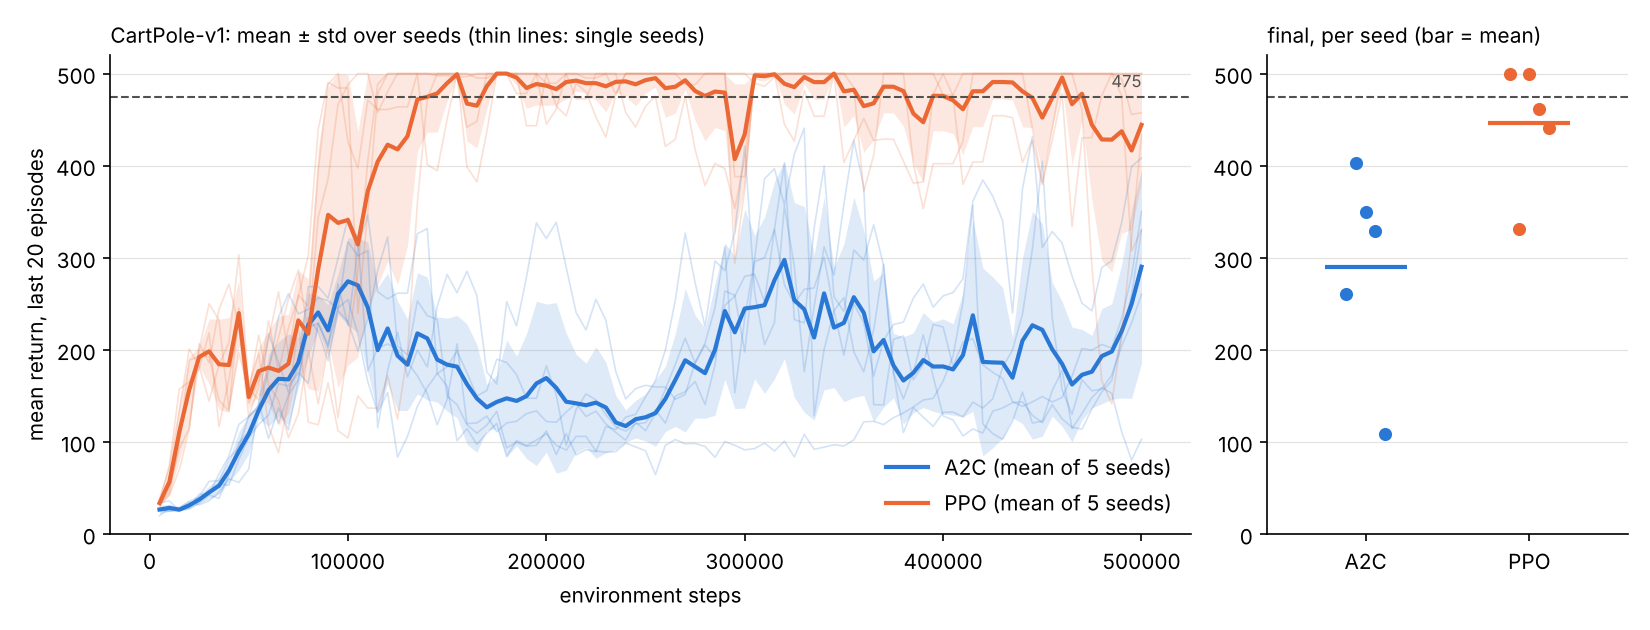 CartPole-v1: mean ± std over seeds (thin lines: single seeds)
mean return, last 20 episodes
500
400
300
200
100
0
475
A2C (mean of 5 seeds)
PPO (mean of 5 seeds)
0
100000
200000
300000
400000
500000
environment steps
final, per seed (bar = mean)
500
400
300
200
100
0
A2C
PPO